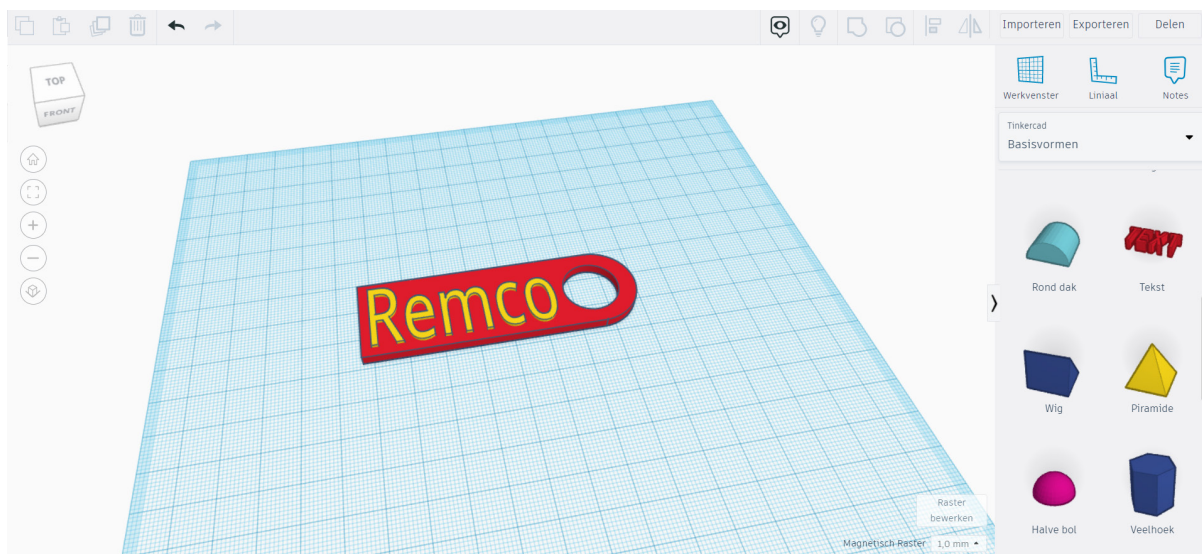 Importeren Exporteren Delen
TOP
FRONT
Werkvenster Liniaal Notes
Tinkercad
Basisvormen
Remco
TEXT
Rond dak Tekst
Wig Piramide
Raster
bewerken
Halve bol Veelhoek
Magnetisch Raster 1,0 mm